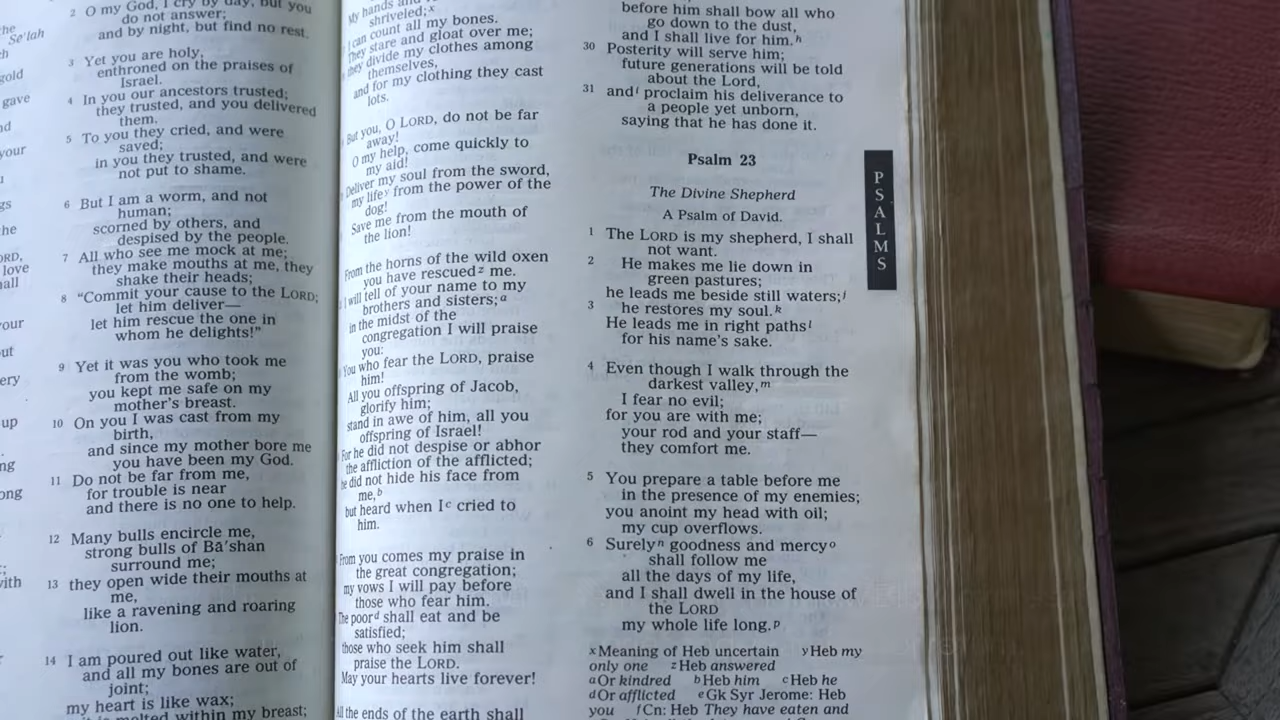 the
Se'lah
gold
gave
nd
your
gs
the
ORD,
love
all
your
out
ery
up
ng
ong
with
2 O my God, I cry by day, but you
do not answer;
and by night, but find no rest.
3 Yet you are holy,
enthroned on the praises of
Israel.
4 In you our ancestors trusted;
they trusted, and you delivered
them.
5 To you they cried, and were
saved;
in you they trusted, and were
not put to shame.
6 But I am a worm, and not
human;
scorned by others, and
despised by the people.
7 All who see me mock at me;
they make mouths at me, they
shake their heads;
8 "Commit your cause to the LORD;
let him deliver—
let him rescue the one in
whom he delights!"
9 Yet it was you who took me
from the womb;
you kept me safe on my
mother's breast.
10 On you I was cast from my
birth,
and since my mother bore me
you have been my God.
11 Do not be far from me,
for trouble is near
and there is no one to help.
12 Many bulls encircle me,
strong bulls of Bā'shan
surround me;
13 they open wide their mouths at
me,
like a ravening and roaring
lion.
14 I am poured out like water,
and all my bones are out of
joint;
my heart is like wax;
it is melted within my breast;
My hands and
shriveled;x
I can count all my bones.
They stare and gloat over me;
they divide my clothes among
themselves,
and for my clothing they cast
lots.
But you, O LORD, do not be far
away!
O my help, come quickly to
my aid!
Deliver my soul from the sword,
my lifey from the power of the
dog!
Save me from the mouth of
the lion!
From the horns of the wild oxen
you have rescuedz me.
I will tell of your name to my
brothers and sisters;a
in the midst of the
congregation I will praise
you:
You who fear the LORD, praise
him!
All you offspring of Jacob,
glorify him;
stand in awe of him, all you
offspring of Israel!
For he did not despise or abhor
the affliction of the afflicted;
he did not hide his face from
me,b
but heard when Ic cried to
him.
From you comes my praise in
the great congregation;
my vows I will pay before
those who fear him.
The poord shall eat and be
satisfied;
those who seek him shall
praise the LORD.
May your hearts live forever!
All the ends of the earth shall
before him shall bow all who
go down to the dust,
and I shall live for him.h
30 Posterity will serve him;
future generations will be told
about the Lord,
31 andi proclaim his deliverance to
a people yet unborn,
saying that he has done it.
Psalm 23
The Divine Shepherd
A Psalm of David.
1 The LORD is my shepherd, I shall
not want.
2 He makes me lie down in
green pastures;
he leads me beside still waters;j
3 he restores my soul.k
He leads me in right pathsl
for his name's sake.
4 Even though I walk through the
darkest valley,m
I fear no evil;
for you are with me;
your rod and your staff—
they comfort me.
5 You prepare a table before me
in the presence of my enemies;
you anoint my head with oil;
my cup overflows.
6 Surelyn goodness and mercyo
shall follow me
all the days of my life,
and I shall dwell in the house of
the LORD
my whole life long.p
x Meaning of Heb uncertain y Heb my
only one z Heb answered
a Or kindred b Heb him c Heb he
d Or afflicted e Gk Syr Jerome: Heb
you f Cn: Heb They have eaten and
PSALMS